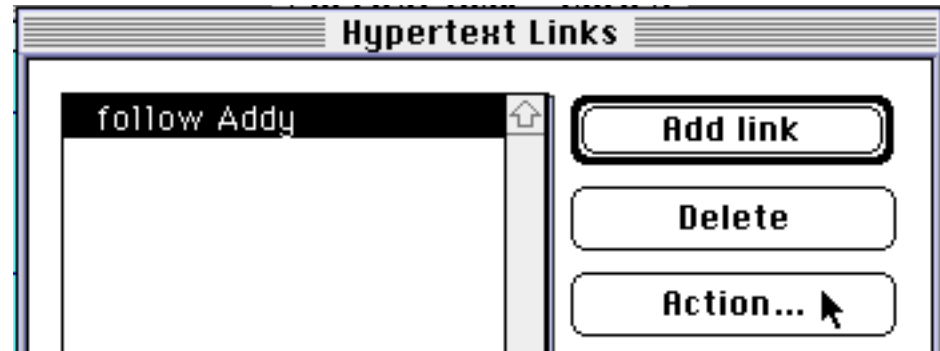 Hypertext Links
follow Addy
Add link
Delete
Action...